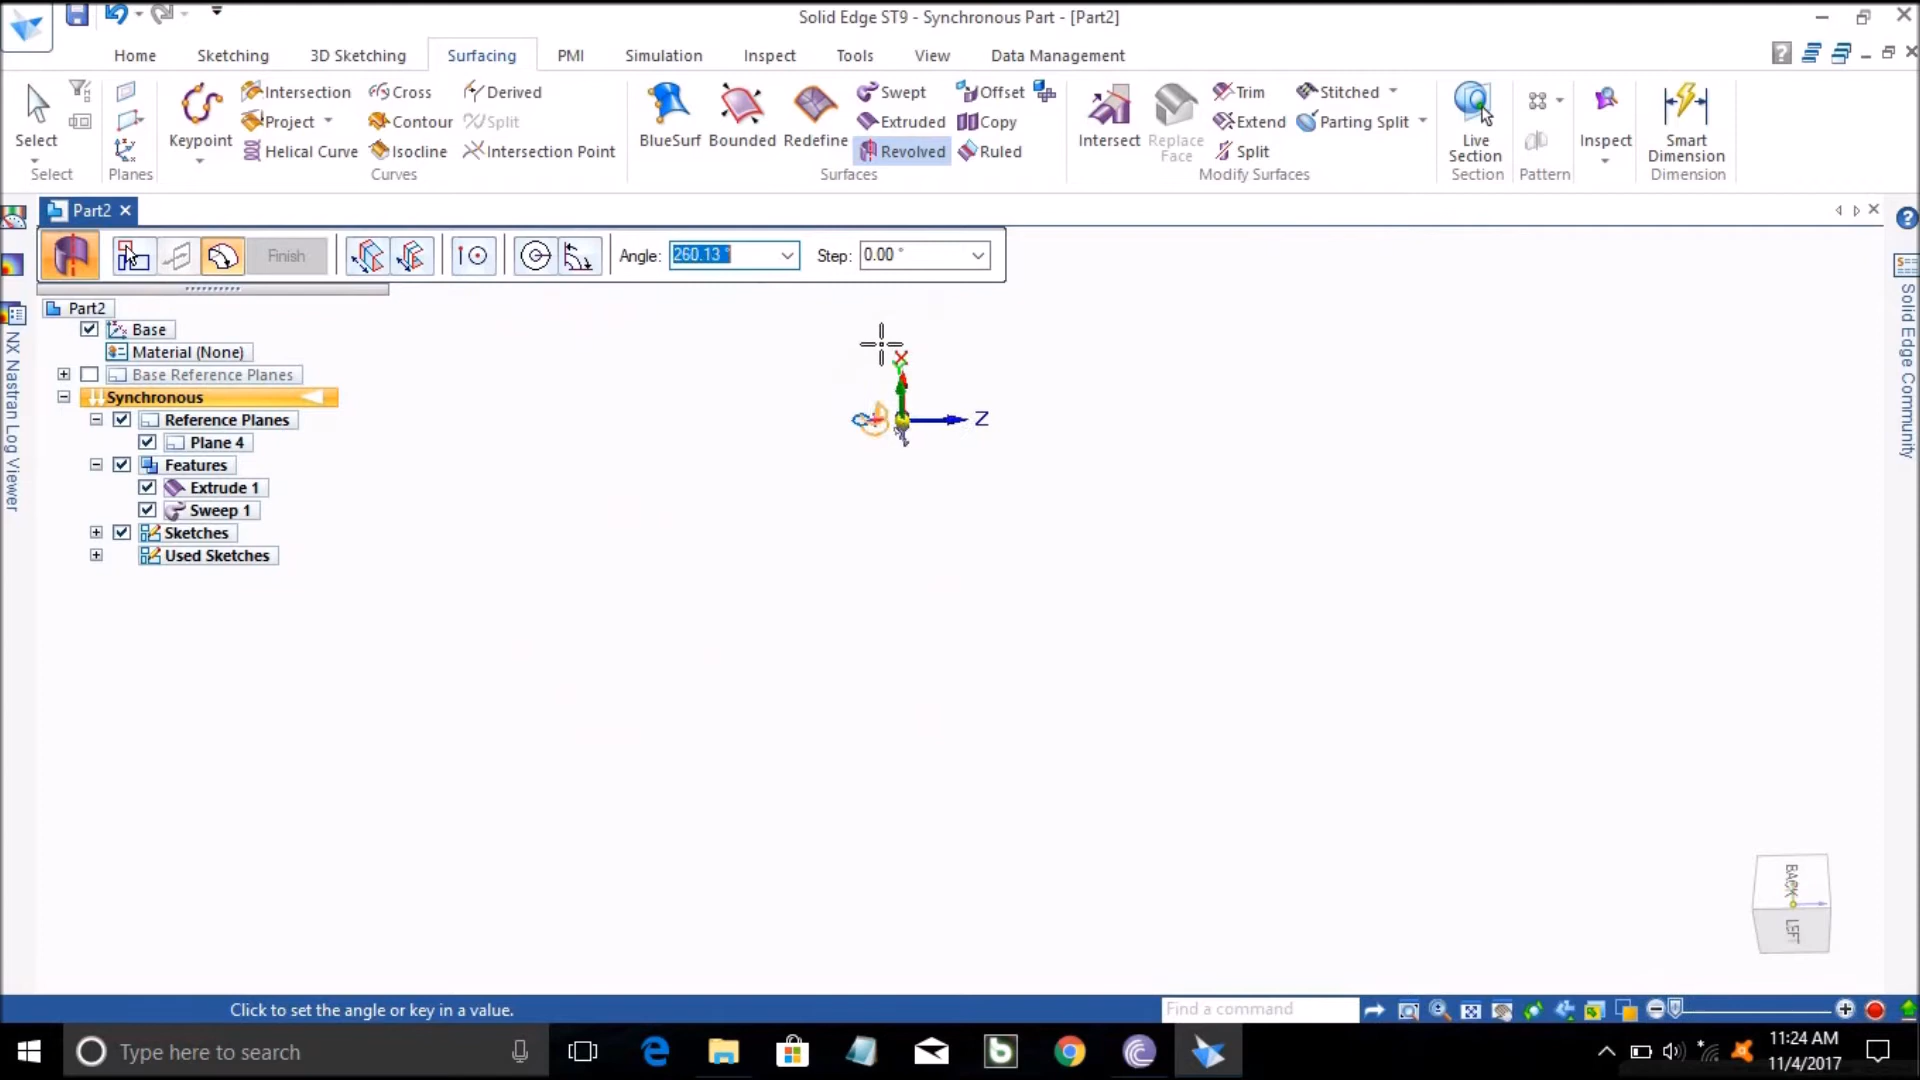 Solid Edge ST9 - Synchronous Part - [Part2]
Home Sketching 3D Sketching Surfacing PMI Simulation Inspect Tools View Data Management
Select
Select
Planes
Keypoint
Intersection
Project
Helical Curve
Cross
Contour
Isocline
Derived
Split
Intersection Point
Curves
BlueSurf
Bounded
Redefine
Swept
Extruded
Revolved
Offset
Copy
Ruled
Surfaces
Intersect
Replace
Face
Trim
Extend
Split
Stitched
Parting Split
Modify Surfaces
Live
Section
Section
Pattern
Inspect
Smart
Dimension
Dimension
Part2
Finish
Angle: 260.13 °
Step: 0.00 °
Part2
Base
Material (None)
Base Reference Planes
Synchronous
Reference Planes
Plane 4
Features
Extrude 1
Sweep 1
Sketches
Used Sketches
NX Nastran Log Viewer
Solid Edge Community
X
Y
Z
BACK
LEFT
Click to set the angle or key in a value.
Find a command
Type here to search
11:24 AM
11/4/2017